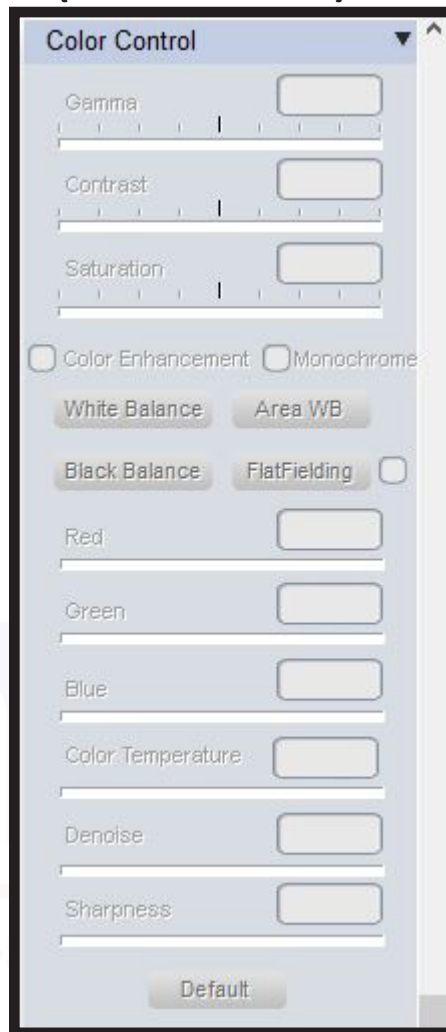 Color Control
Gamma
Contrast
Saturation
Color Enhancement Monochrome
White Balance Area WB
Black Balance FlatFielding
Red
Green
Blue
Color Temperature
Denoise
Sharpness
Default